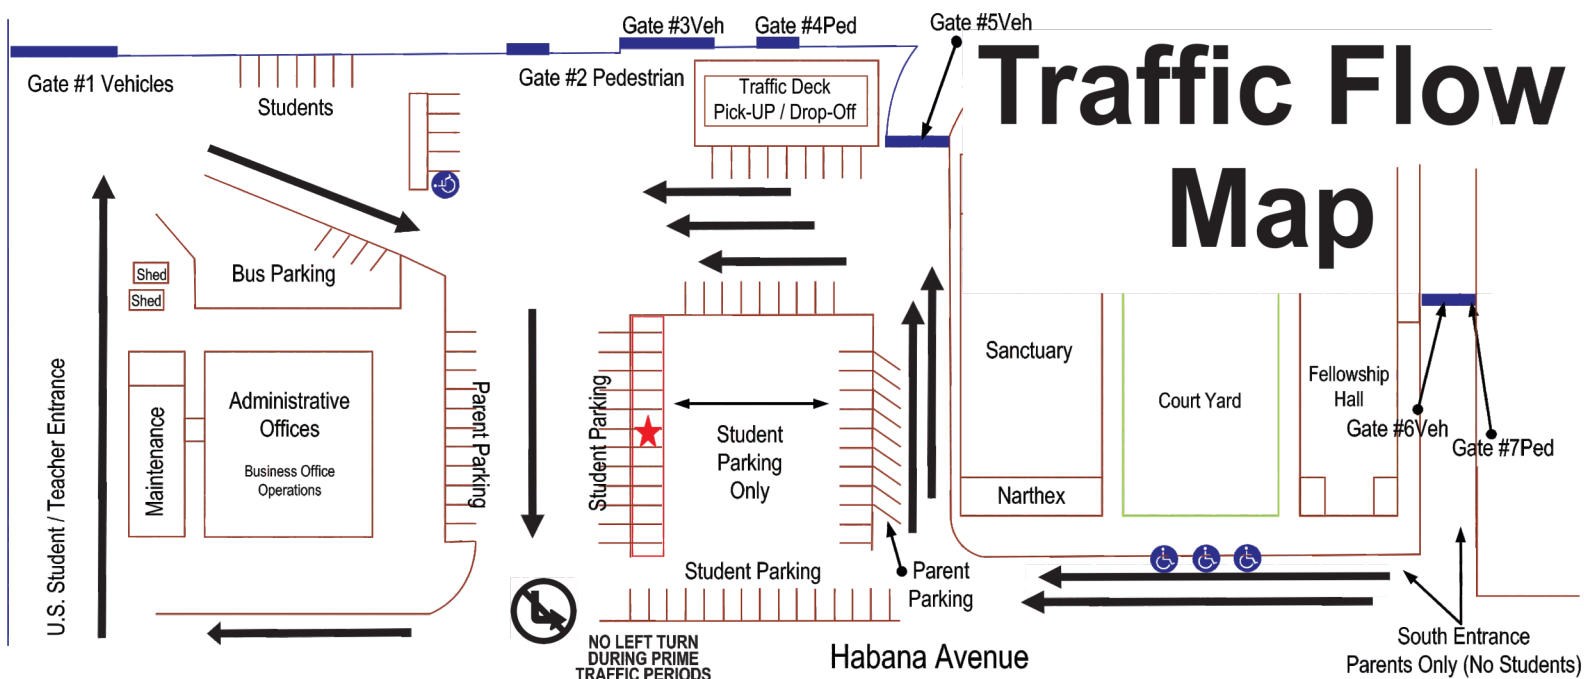 Gate #3Veh
Gate #4Ped
Gate #5Veh
Traffic Flow
Map
Gate #1 Vehicles
Gate #2 Pedestrian
Traffic Deck
Pick-UP / Drop-Off
Students
Bus Parking
Shed
Shed
U.S. Student / Teacher Entrance
Maintenance
Administrative
Offices
Business Office
Operations
Parent Parking
Student Parking
Student
Parking
Only
Sanctuary
Narthex
Court Yard
Fellowship
Hall
Gate #6Veh
Gate #7Ped
Student Parking
Parent
Parking
NO LEFT TURN
DURING PRIME
TRAFFIC PERIODS
Habana Avenue
South Entrance
Parents Only (No Students)